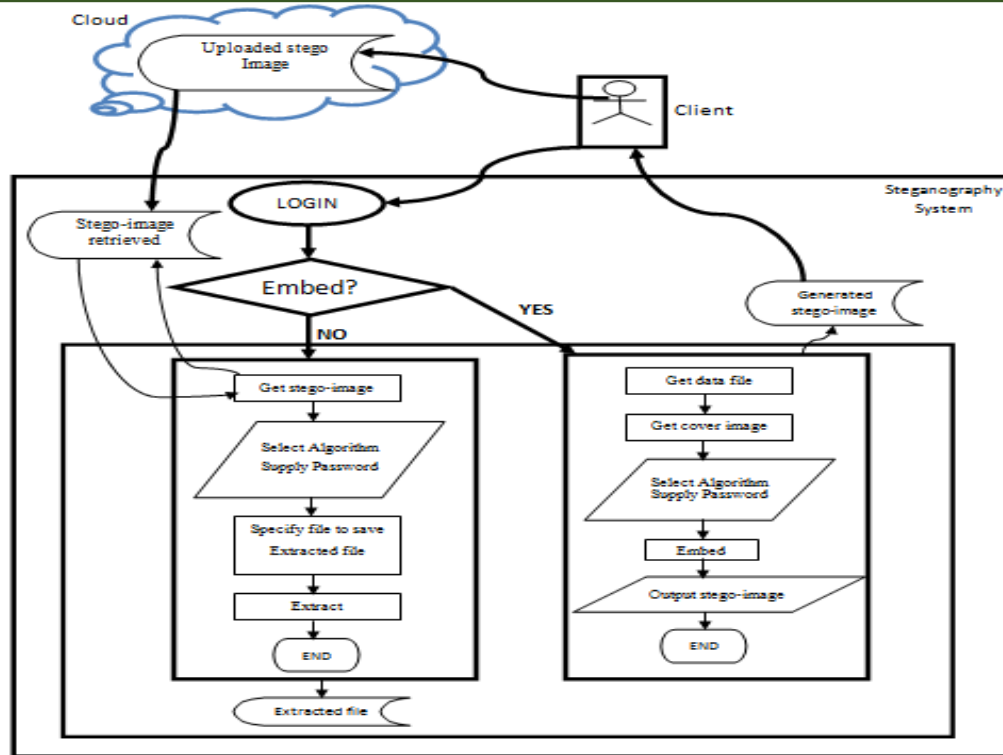 Cloud
Uploaded stego
Image
Client
Steganography
System
LOGIN
Stego-image
retrieved
Embed?
YES
NO
Generated
stego-image
Get stego-image
Select Algorithm
Supply Password
Specify file to save
Extracted file
Extract
END
Extracted file
Get data file
Get cover image
Select Algorithm
Supply Password
Embed
Output stego-image
END